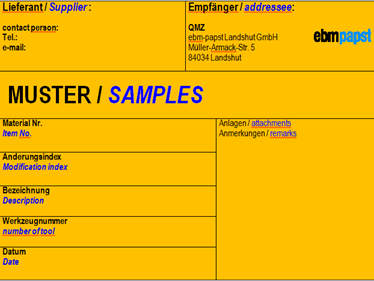 Lieferant / Supplier :
contact person:
Tel.:
e-mail:
Empfänger / addressee:
QMZ
ebm-papst Landshut GmbH
Müller-Armack-Str. 5
84034 Landshut
ebmpapst
MUSTER / SAMPLES
Material Nr.
Item No.
Änderungsindex
Modification index
Bezeichnung
Description
Werkzeugnummer
number of tool
Datum
Date
Anlagen / attachments
Anmerkungen / remarks